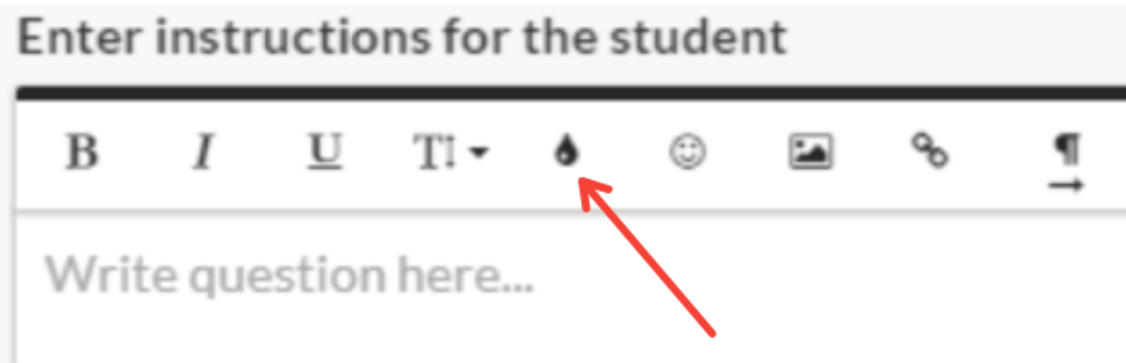 Enter instructions for the student
B I U T
Write question here...